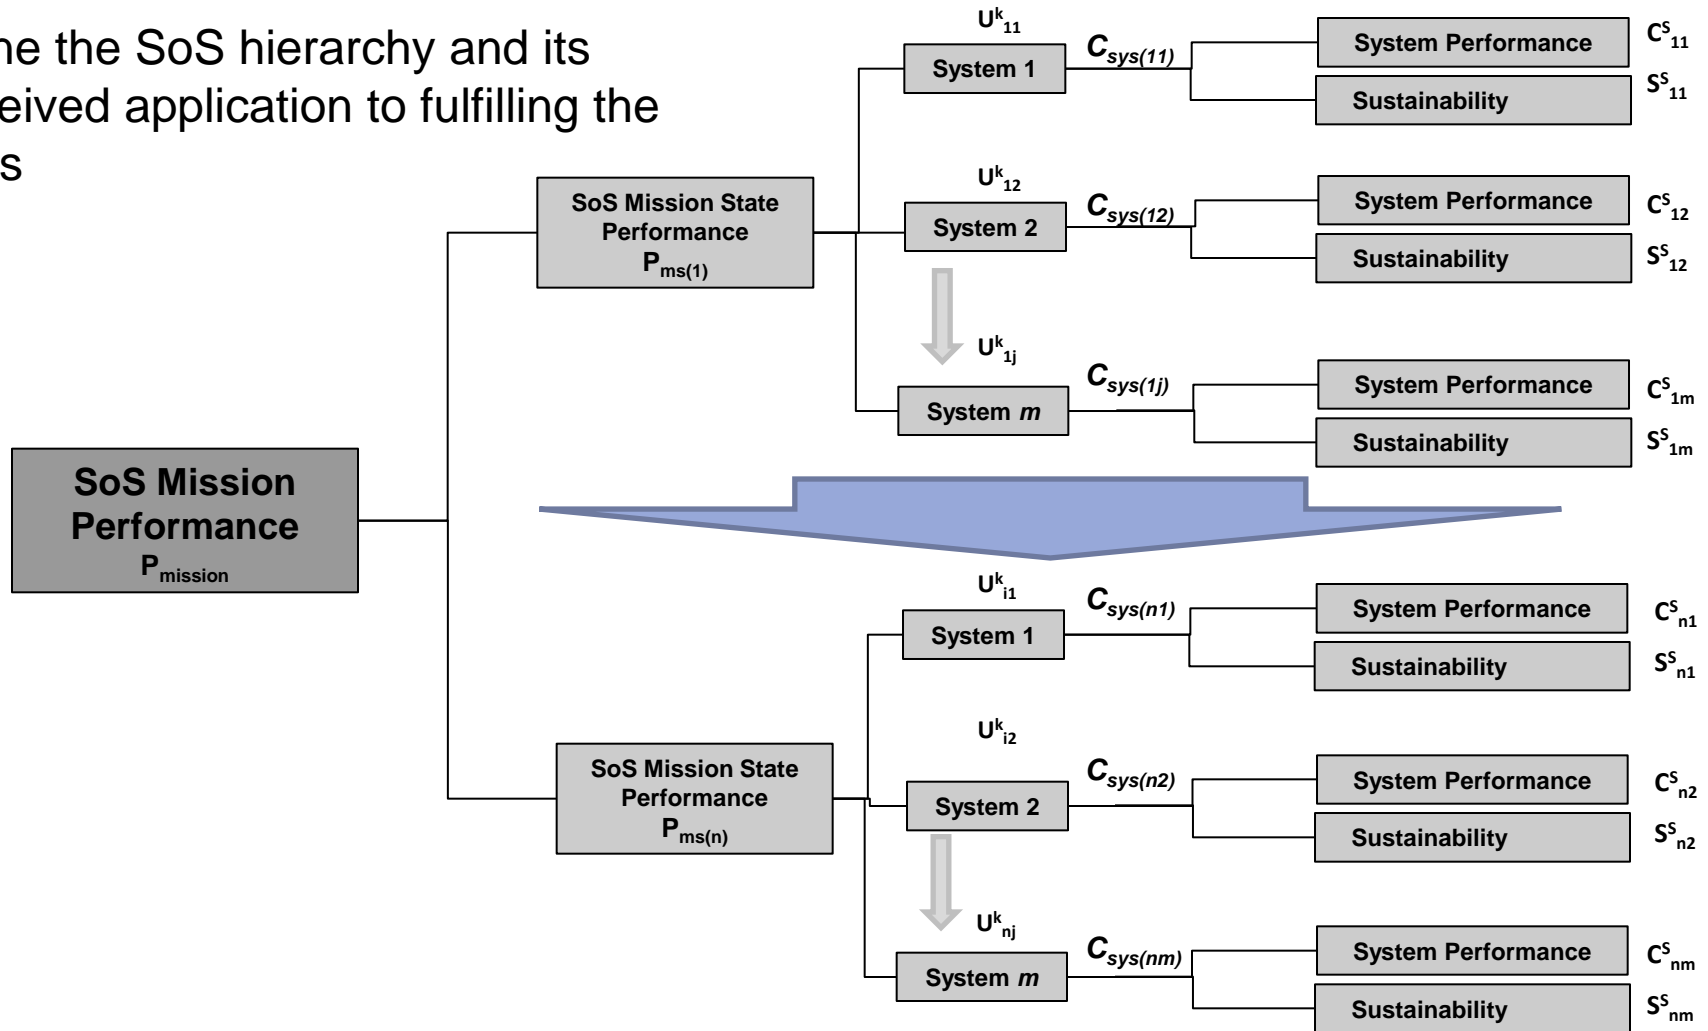 ne the SoS hierarchy and its
eived application to fulfilling the
s
SoS Mission
Performance
P_mission
SoS Mission State
Performance
P_ms(1)
U^k_11
System 1
C_sys(11)
System Performance
C^S_11
Sustainability
S^S_11
U^k_12
System 2
C_sys(12)
System Performance
C^S_12
Sustainability
S^S_12
U^k_1j
System m
C_sys(1j)
System Performance
C^S_1m
Sustainability
S^S_1m
SoS Mission State
Performance
P_ms(n)
U^k_i1
System 1
C_sys(n1)
System Performance
C^S_n1
Sustainability
S^S_n1
U^k_i2
System 2
C_sys(n2)
System Performance
C^S_n2
Sustainability
S^S_n2
U^k_nj
System m
C_sys(nm)
System Performance
C^S_nm
Sustainability
S^S_nm